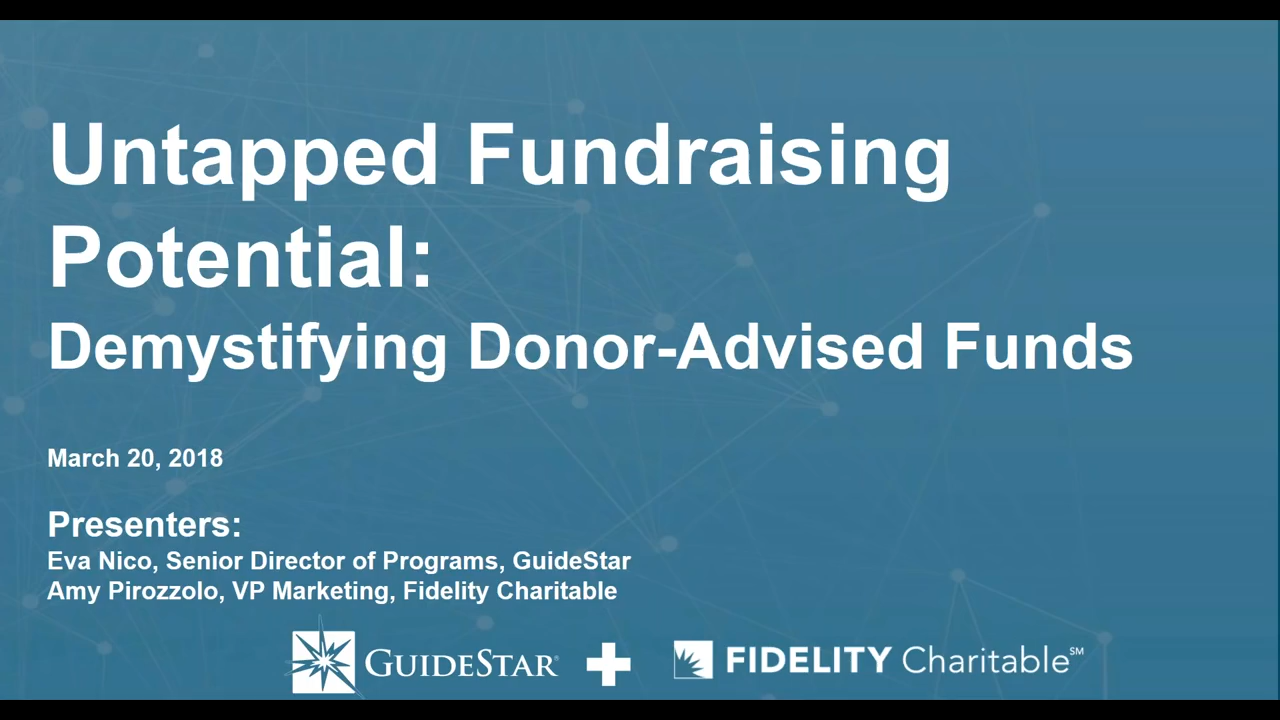 Untapped Fundraising
Potential:
Demystifying Donor-Advised Funds
March 20, 2018
Presenters:
Eva Nico, Senior Director of Programs, GuideStar
Amy Pirozzolo, VP Marketing, Fidelity Charitable
GUIDESTAR® + FIDELITY Charitable℠